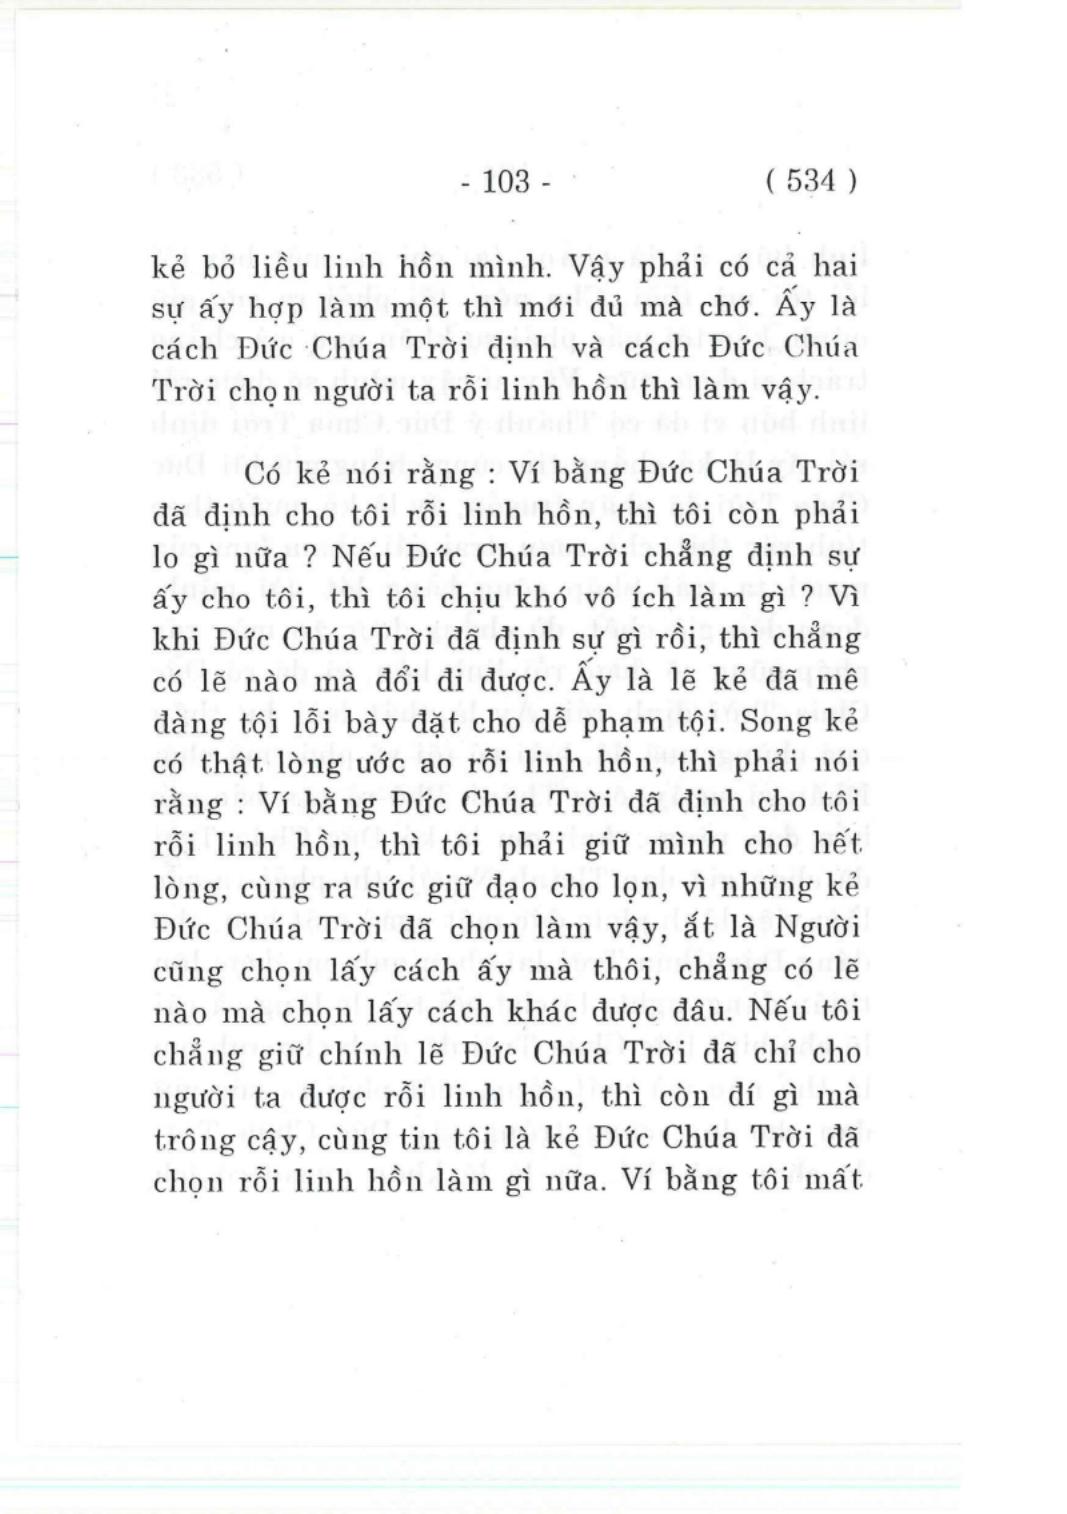 - 103 - ( 534 )
kẻ bỏ liều linh hồn mình. Vậy phải có cả hai
sự ấy hợp làm một thì mới đủ mà chớ. Ấy là
cách Đức Chúa Trời định và cách Đức Chúa
Trời chọn người ta rỗi linh hồn thì làm vậy.
Có kẻ nói rằng : Ví bằng Đức Chúa Trời
đã định cho tôi rỗi linh hồn, thì tôi còn phải
lo gì nữa ? Nếu Đức Chúa Trời chẳng định sự
ấy cho tôi, thì tôi chịu khó vô ích làm gì ? Vì
khi Đức Chúa Trời đã định sự gì rồi, thì chẳng
có lẽ nào mà đổi đi được. Ấy là lẽ kẻ đã mê
đàng tội lỗi bày đặt cho dễ phạm tội. Song kẻ
có thật lòng ước ao rỗi linh hồn, thì phải nói
rằng : Ví bằng Đức Chúa Trời đã định cho tôi
rỗi linh hồn, thì tôi phải giữ mình cho hết
lòng, cùng ra sức giữ đạo cho lọn, vì những kẻ
Đức Chúa Trời đã chọn làm vậy, ắt là Người
cũng chọn lấy cách ấy mà thôi, chẳng có lẽ
nào mà chọn lấy cách khác được đâu. Nếu tôi
chẳng giữ chính lẽ Đức Chúa Trời đã chỉ cho
người ta được rỗi linh hồn, thì còn đí gì mà
trông cậy, cùng tin tôi là kẻ Đức Chúa Trời đã
chọn rỗi linh hồn làm gì nữa. Ví bằng tôi mất